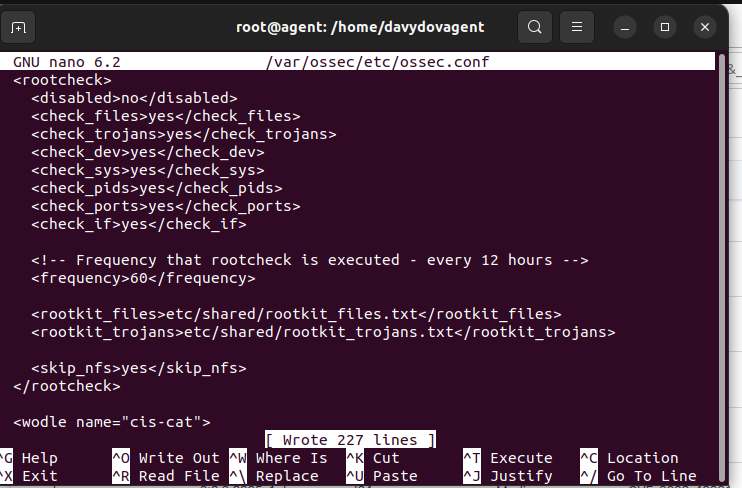 root@agent: /home/davydovagent
GNU nano 6.2 /var/ossec/etc/ossec.conf
<rootcheck>
<disabled>no</disabled>
<check_files>yes</check_files>
<check_trojans>yes</check_trojans>
<check_dev>yes</check_dev>
<check_sys>yes</check_sys>
<check_pids>yes</check_pids>
<check_ports>yes</check_ports>
<check_if>yes</check_if>
<!-- Frequency that rootcheck is executed - every 12 hours -->
<frequency>60</frequency>
<rootkit_files>etc/shared/rootkit_files.txt</rootkit_files>
<rootkit_trojans>etc/shared/rootkit_trojans.txt</rootkit_trojans>
<skip_nfs>yes</skip_nfs>
</rootcheck>
<wodle name="cis-cat">
[ Wrote 227 lines ]
^G Help ^O Write Out ^W Where Is ^K Cut ^T Execute ^C Location
^X Exit ^R Read File ^\ Replace ^U Paste ^J Justify ^/ Go To Line